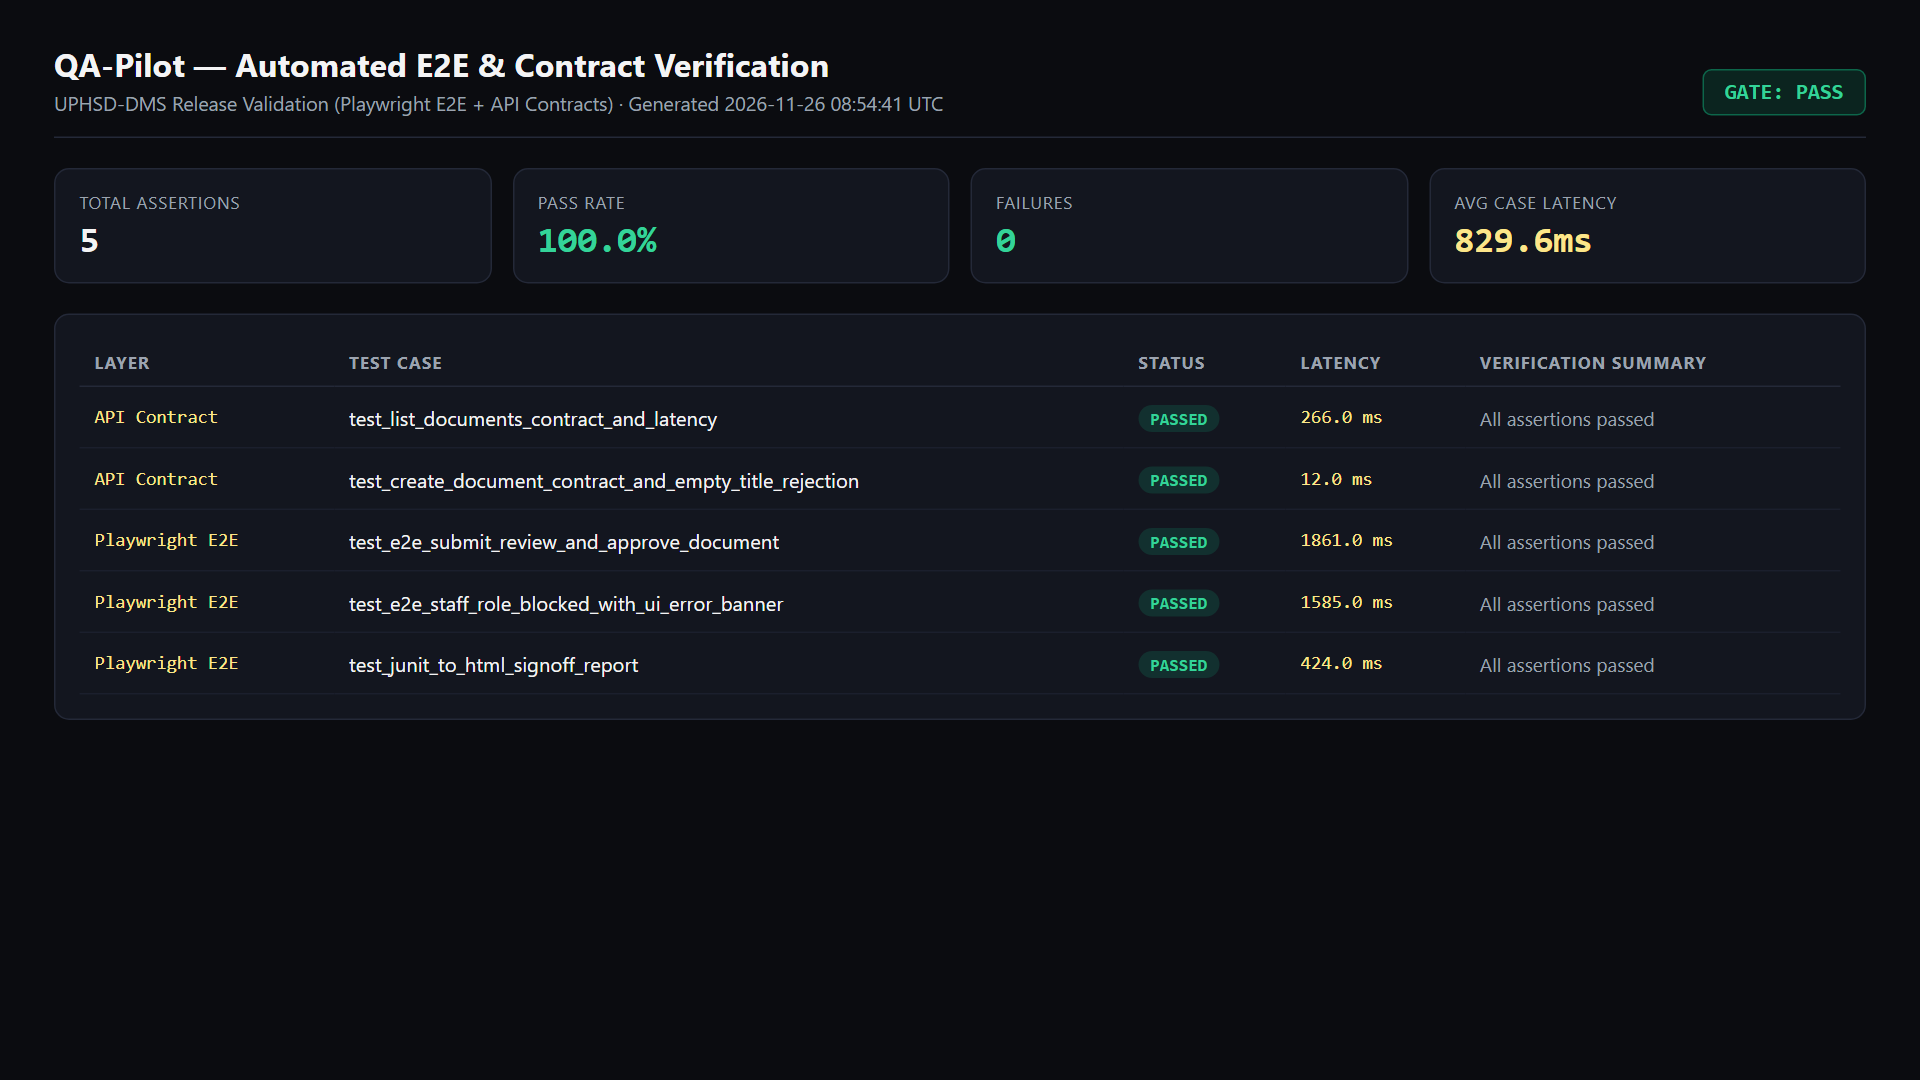 QA-Pilot — Automated E2E & Contract Verification
UPHSD-DMS Release Validation (Playwright E2E + API Contracts) · Generated 2026-11-26 08:54:41 UTC
GATE: PASS
TOTAL ASSERTIONS
5
PASS RATE
100.0%
FAILURES
0
AVG CASE LATENCY
829.6ms
LAYER TEST CASE STATUS LATENCY VERIFICATION SUMMARY
API Contract test_list_documents_contract_and_latency PASSED 266.0 ms All assertions passed
API Contract test_create_document_contract_and_empty_title_rejection PASSED 12.0 ms All assertions passed
Playwright E2E test_e2e_submit_review_and_approve_document PASSED 1861.0 ms All assertions passed
Playwright E2E test_e2e_staff_role_blocked_with_ui_error_banner PASSED 1585.0 ms All assertions passed
Playwright E2E test_junit_to_html_signoff_report PASSED 424.0 ms All assertions passed